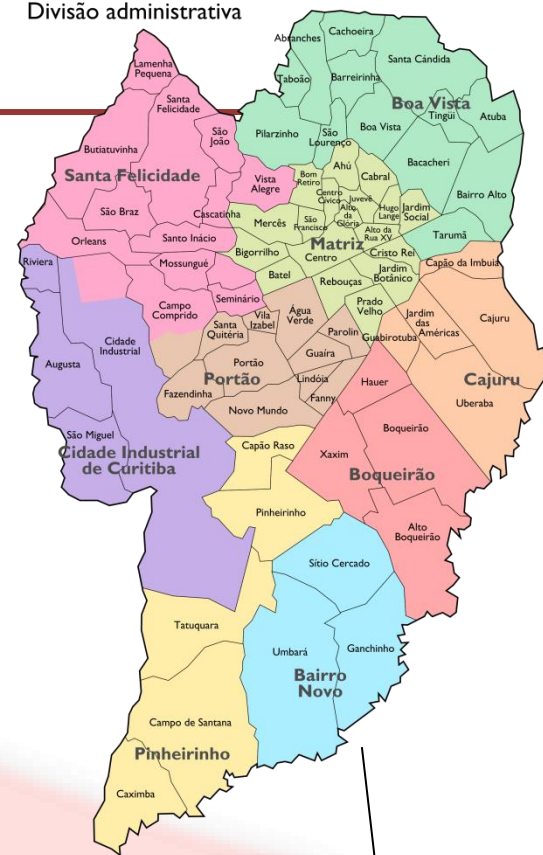 Divisão administrativa
Lamenha
Pequena
Santa
Felicidade
São
João
Butiatuvinha
Santa Felicidade
São Braz
Cascatinha
Vista
Alegre
Orleans
Santo Inácio
Mossunguê
Campo
Comprido
Seminário
Abranches
Cachoeira
Taboão
Barreirinha
Santa Cândida
Boa Vista
Tingüi
Atuba
Pilarzinho
São
Lourenço
Boa Vista
Bacacheri
Bairro Alto
Tarumã
Ahú
Cabral
Bom
Retiro
Centro
Cívico
Juvevê
Hugo
Lange
Jardim
Social
Mercês
São
Francisco
Alto
da
Glória
Alto da
Rua XV
Matriz
Centro
Cristo Rei
Bigorrilho
Batel
Rebouças
Jardim
Botânico
Prado
Velho
Capão da Imbuia
Cajuru
Jardim
das
Américas
Guabirotuba
Cajuru
Uberaba
Riviera
Cidade
Industrial
Augusta
São Miguel
Cidade Industrial
de Curitiba
Água
Verde
Santa
Quitéria
Vila
Izabel
Parolin
Guaíra
Portão
Portão
Lindóia
Fazendinha
Fanny
Novo Mundo
Hauer
Boqueirão
Xaxim
Boqueirão
Alto
Boqueirão
Capão Raso
Pinheirinho
Sítio Cercado
Tatuquara
Umbará
Ganchinho
Bairro
Novo
Campo de Santana
Pinheirinho
Caximba